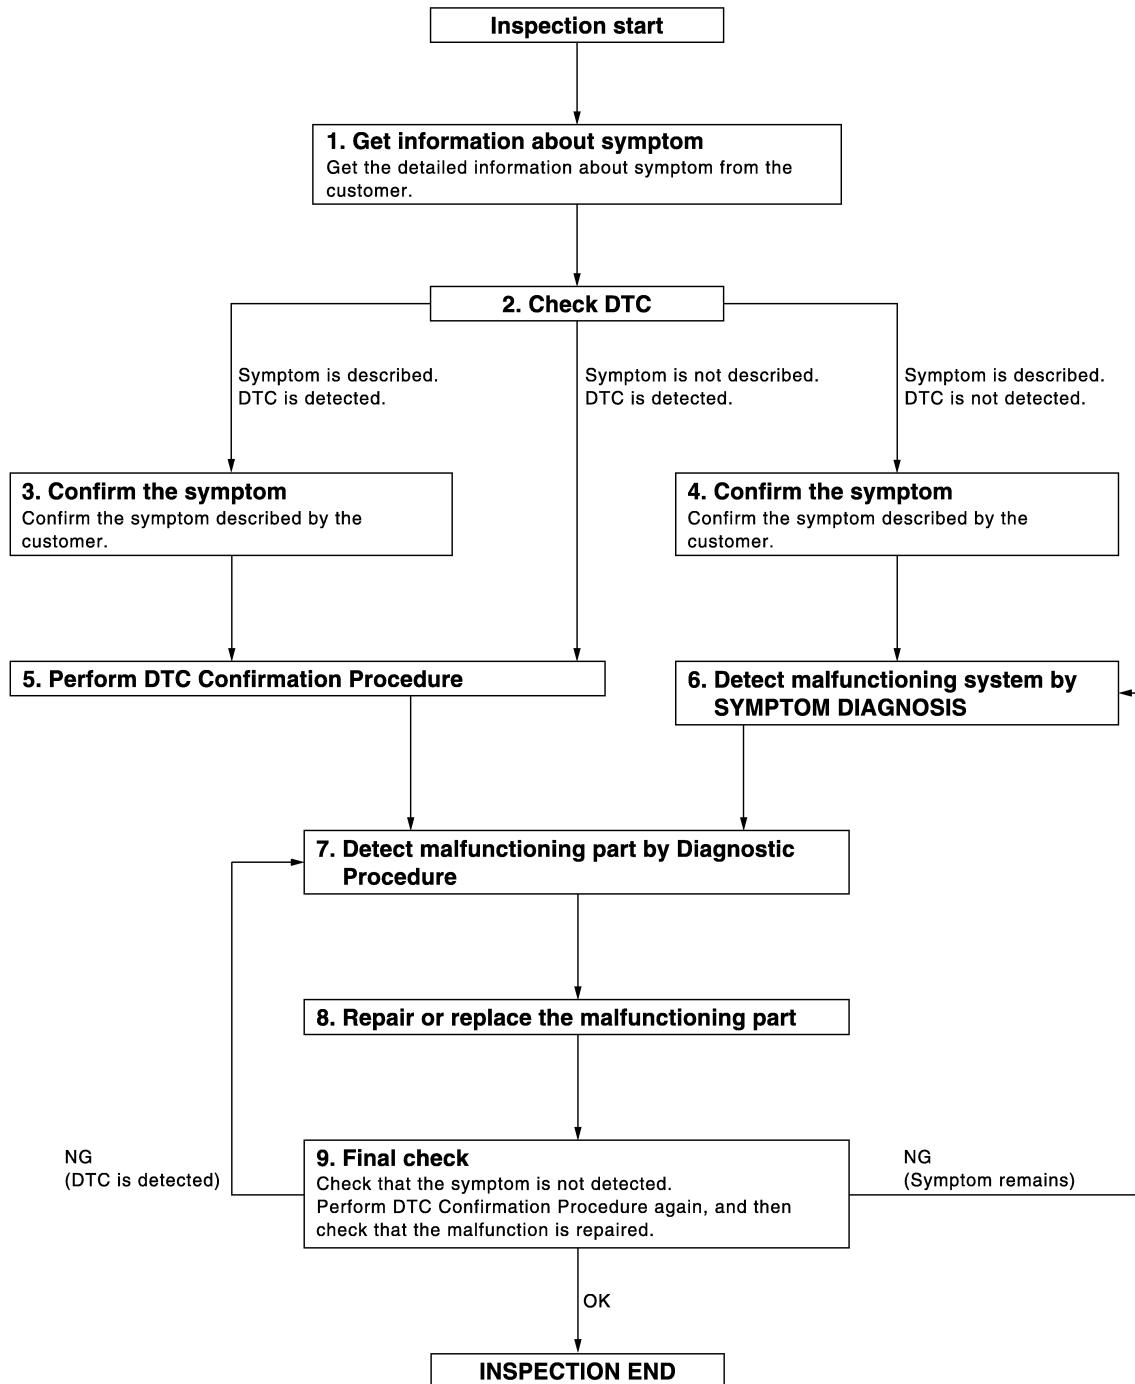 Inspection start
1. Get information about symptom
Get the detailed information about symptom from the
customer.
2. Check DTC
Symptom is described.
DTC is detected.
Symptom is not described.
DTC is detected.
Symptom is described.
DTC is not detected.
3. Confirm the symptom
Confirm the symptom described by the
customer.
4. Confirm the symptom
Confirm the symptom described by the
customer.
5. Perform DTC Confirmation Procedure
6. Detect malfunctioning system by
SYMPTOM DIAGNOSIS
7. Detect malfunctioning part by Diagnostic
Procedure
8. Repair or replace the malfunctioning part
NG
(DTC is detected)
9. Final check
Check that the symptom is not detected.
Perform DTC Confirmation Procedure again, and then
check that the malfunction is repaired.
NG
(Symptom remains)
OK
INSPECTION END